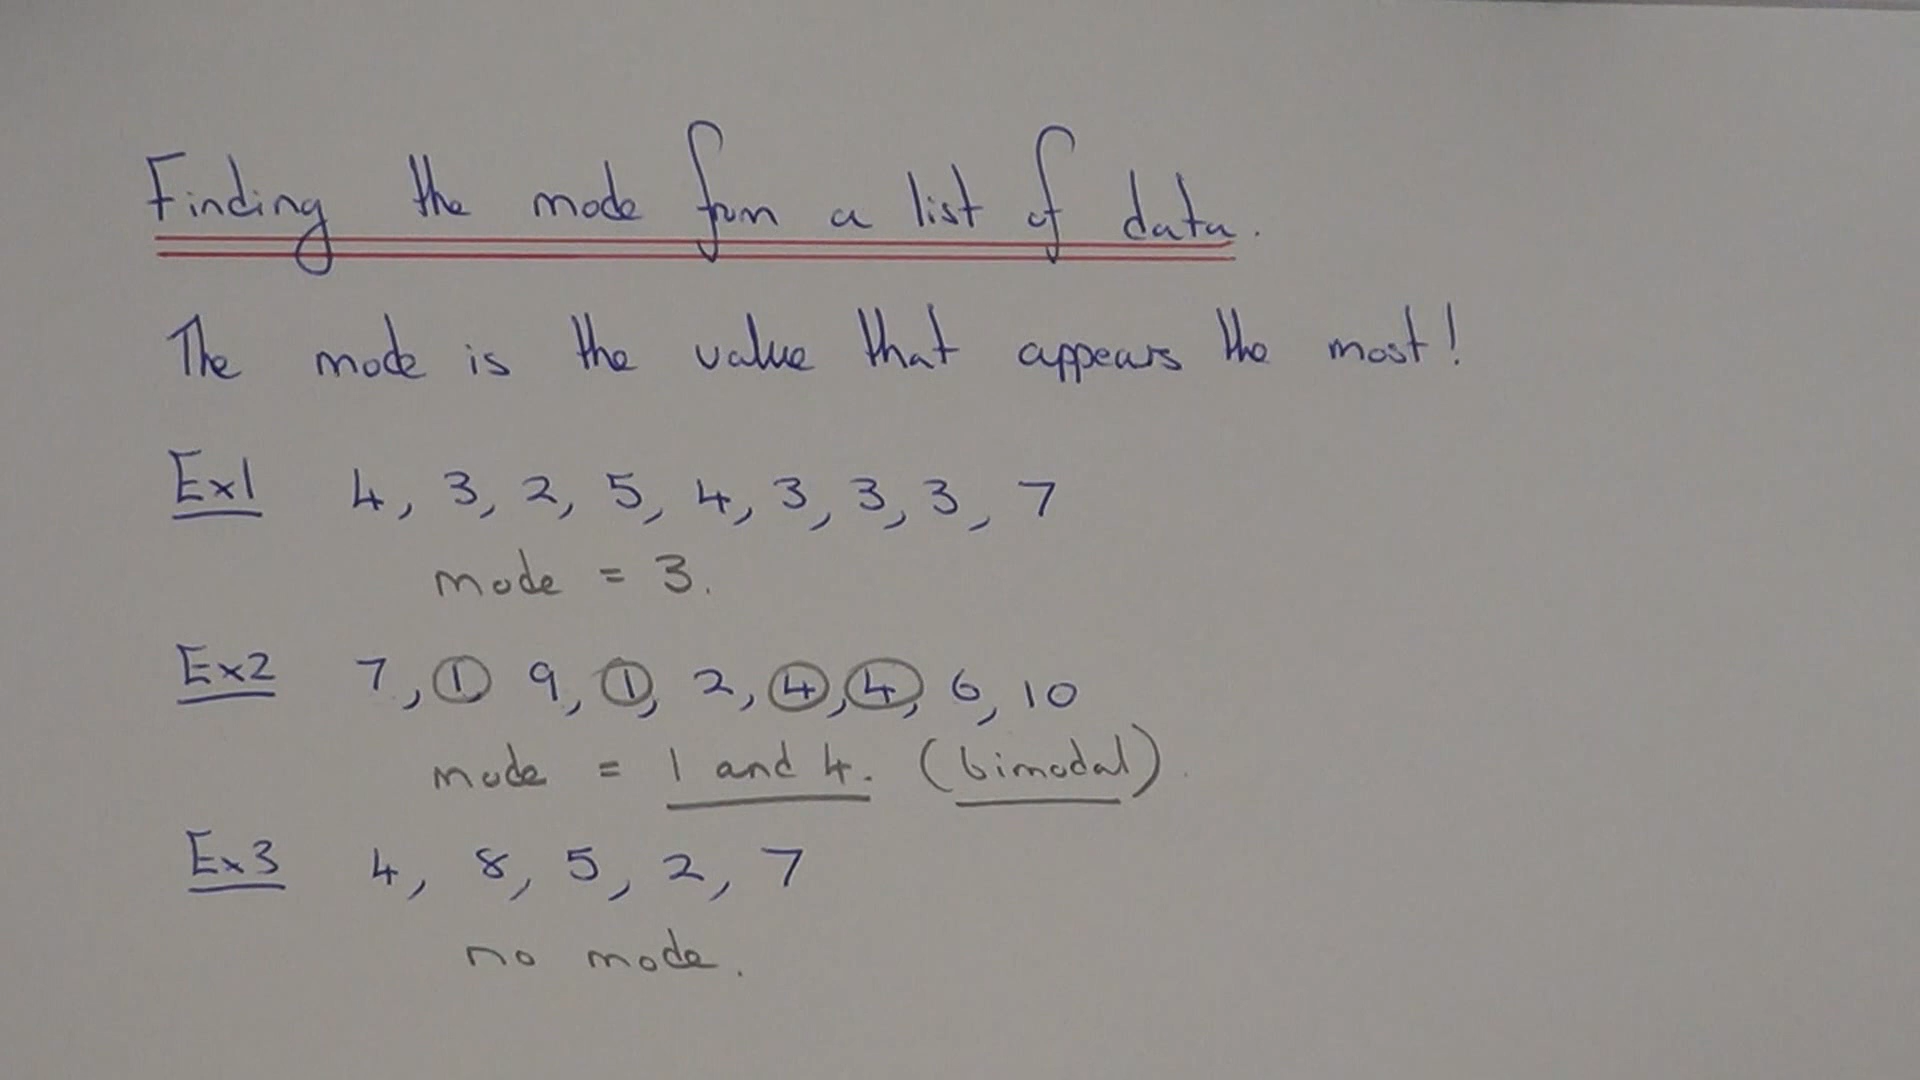 Finding the mode from a list of data.
The mode is the value that appears the most!
Ex1 4, 3, 2, 5, 4, 3, 3, 3, 7
mode = 3.
Ex2 7, 1 9, 1, 2, 4, 4, 6, 10
mode = 1 and 4. (bimodal).
Ex3 4, 8, 5, 2, 7
no mode.